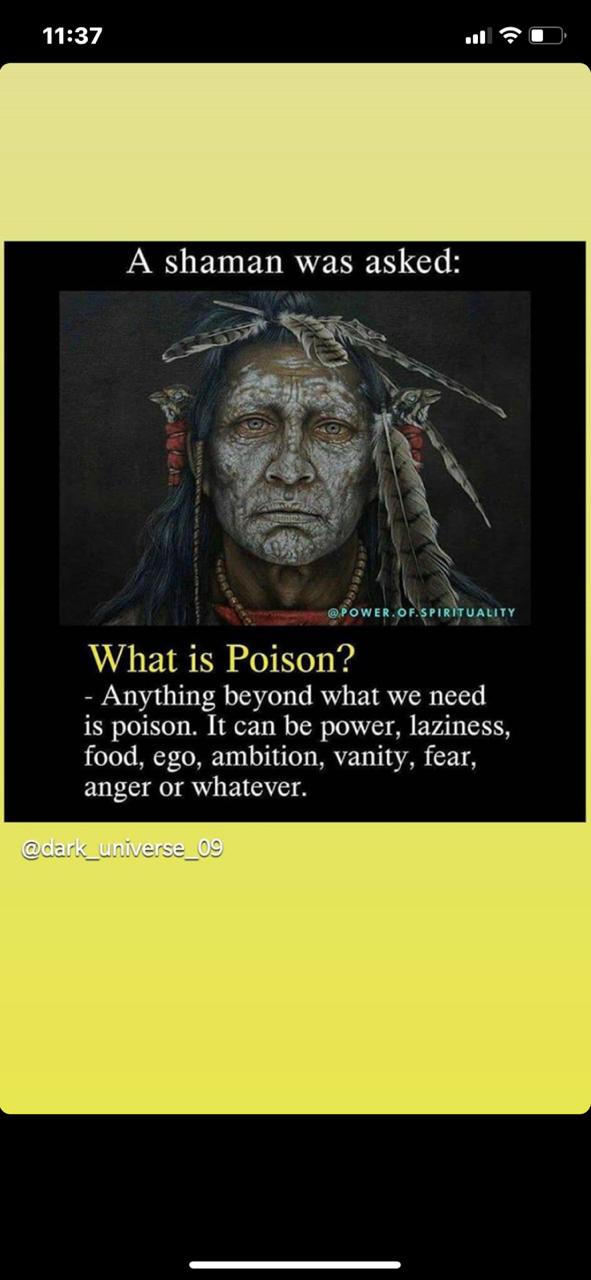 11:37
A shaman was asked:
@POWER.OF.SPIRITUALITY
What is Poison?
- Anything beyond what we need
is poison. It can be power, laziness,
food, ego, ambition, vanity, fear,
anger or whatever.
@dark_universe_09